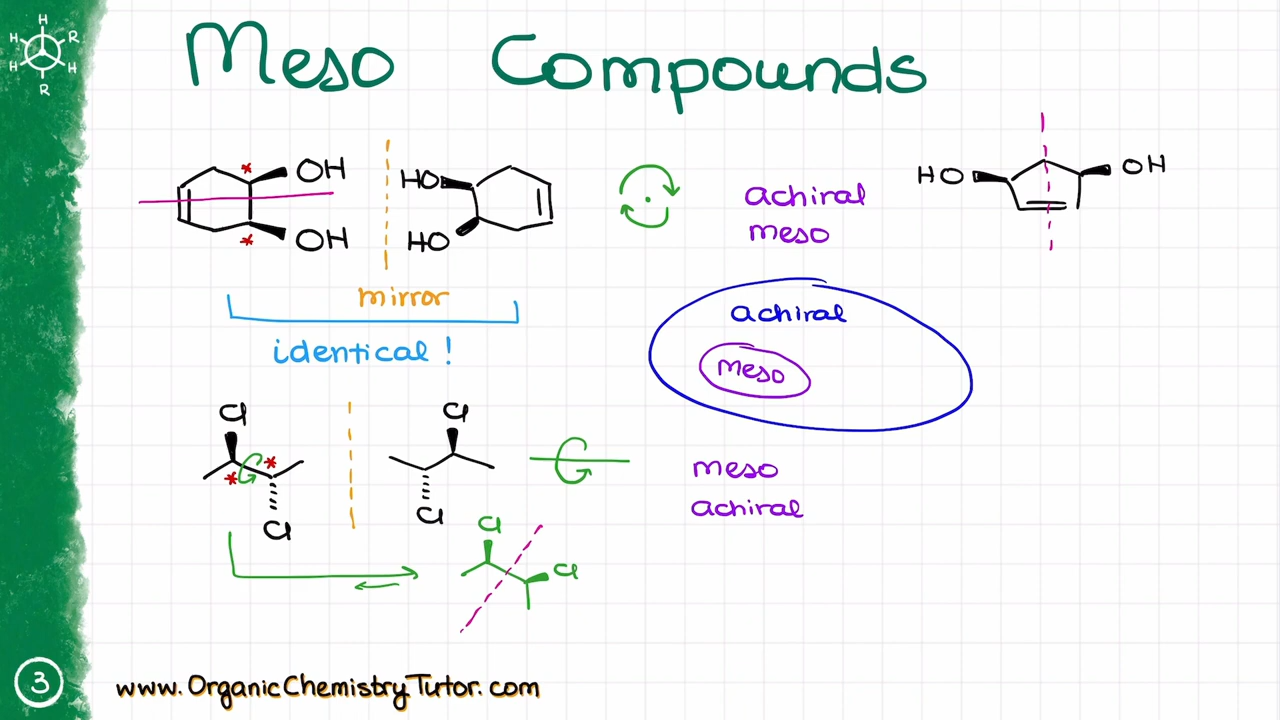 H
H R
H H
R
Meso Compounds
* OH
* OH
HO
HO
achiral
meso
HO OH
mirror
identical!
achiral
meso
Cl
* *
Cl
Cl
Cl
meso
achiral
Cl
Cl
3
www.OrganicChemistryTutor.com